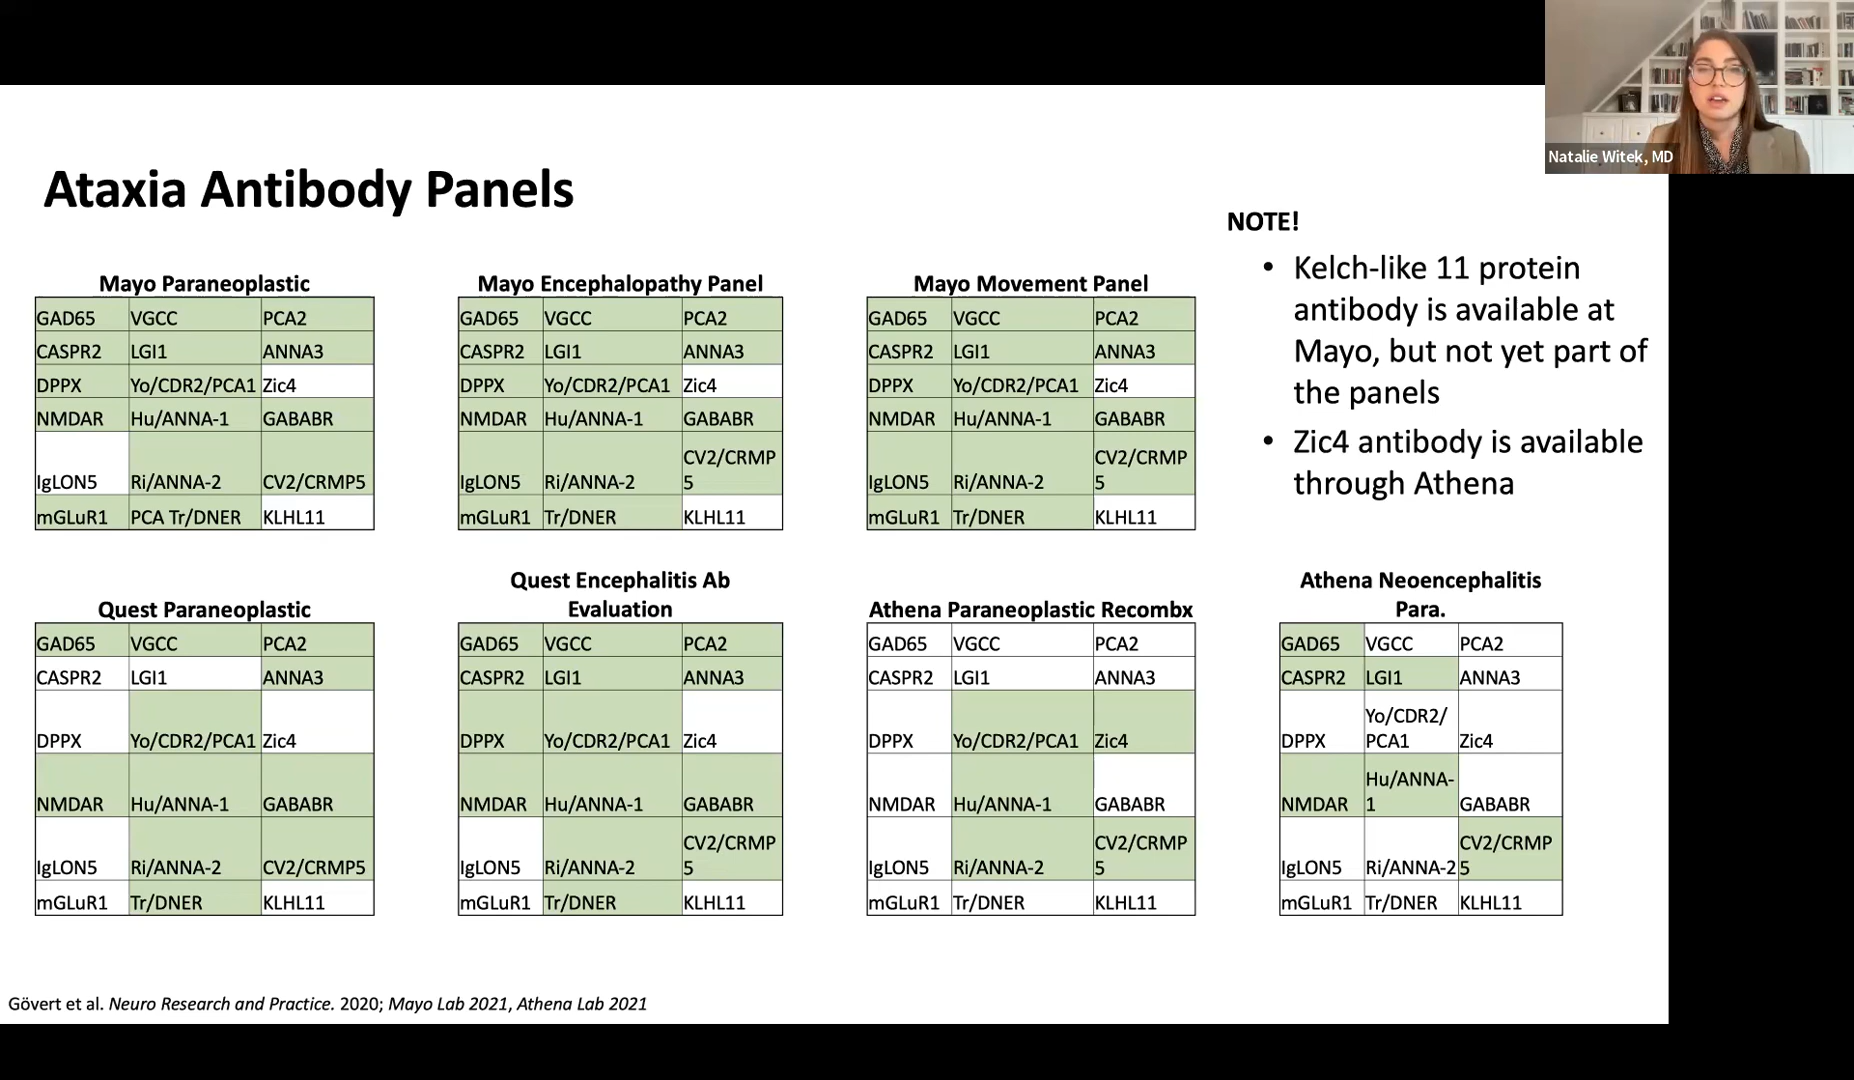 Natalie Witek, MD
Ataxia Antibody Panels
NOTE!
• Kelch-like 11 protein
antibody is available at
Mayo, but not yet part of
the panels
• Zic4 antibody is available
through Athena
Mayo Paraneoplastic
GAD65 VGCC PCA2
CASPR2 LGI1 ANNA3
DPPX Yo/CDR2/PCA1 Zic4
NMDAR Hu/ANNA-1 GABABR
IgLON5 Ri/ANNA-2 CV2/CRMP5
mGLuR1 PCA Tr/DNER KLHL11
Mayo Encephalopathy Panel
GAD65 VGCC PCA2
CASPR2 LGI1 ANNA3
DPPX Yo/CDR2/PCA1 Zic4
NMDAR Hu/ANNA-1 GABABR
CV2/CRMP
IgLON5 Ri/ANNA-2 5
mGLuR1 Tr/DNER KLHL11
Mayo Movement Panel
GAD65 VGCC PCA2
CASPR2 LGI1 ANNA3
DPPX Yo/CDR2/PCA1 Zic4
NMDAR Hu/ANNA-1 GABABR
CV2/CRMP
IgLON5 Ri/ANNA-2 5
mGLuR1 Tr/DNER KLHL11
Quest Paraneoplastic
GAD65 VGCC PCA2
CASPR2 LGI1 ANNA3
DPPX Yo/CDR2/PCA1 Zic4
NMDAR Hu/ANNA-1 GABABR
IgLON5 Ri/ANNA-2 CV2/CRMP5
mGLuR1 Tr/DNER KLHL11
Quest Encephalitis Ab
Evaluation
GAD65 VGCC PCA2
CASPR2 LGI1 ANNA3
DPPX Yo/CDR2/PCA1 Zic4
NMDAR Hu/ANNA-1 GABABR
CV2/CRMP
IgLON5 Ri/ANNA-2 5
mGLuR1 Tr/DNER KLHL11
Athena Paraneoplastic Recombx
GAD65 VGCC PCA2
CASPR2 LGI1 ANNA3
DPPX Yo/CDR2/PCA1 Zic4
NMDAR Hu/ANNA-1 GABABR
CV2/CRMP
IgLON5 Ri/ANNA-2 5
mGLuR1 Tr/DNER KLHL11
Athena Neoencephalitis
Para.
GAD65 VGCC PCA2
CASPR2 LGI1 ANNA3
Yo/CDR2/
DPPX PCA1 Zic4
Hu/ANNA-
NMDAR 1 GABABR
CV2/CRMP
IgLON5 Ri/ANNA-2 5
mGLuR1 Tr/DNER KLHL11
Gövert et al. Neuro Research and Practice. 2020; Mayo Lab 2021, Athena Lab 2021